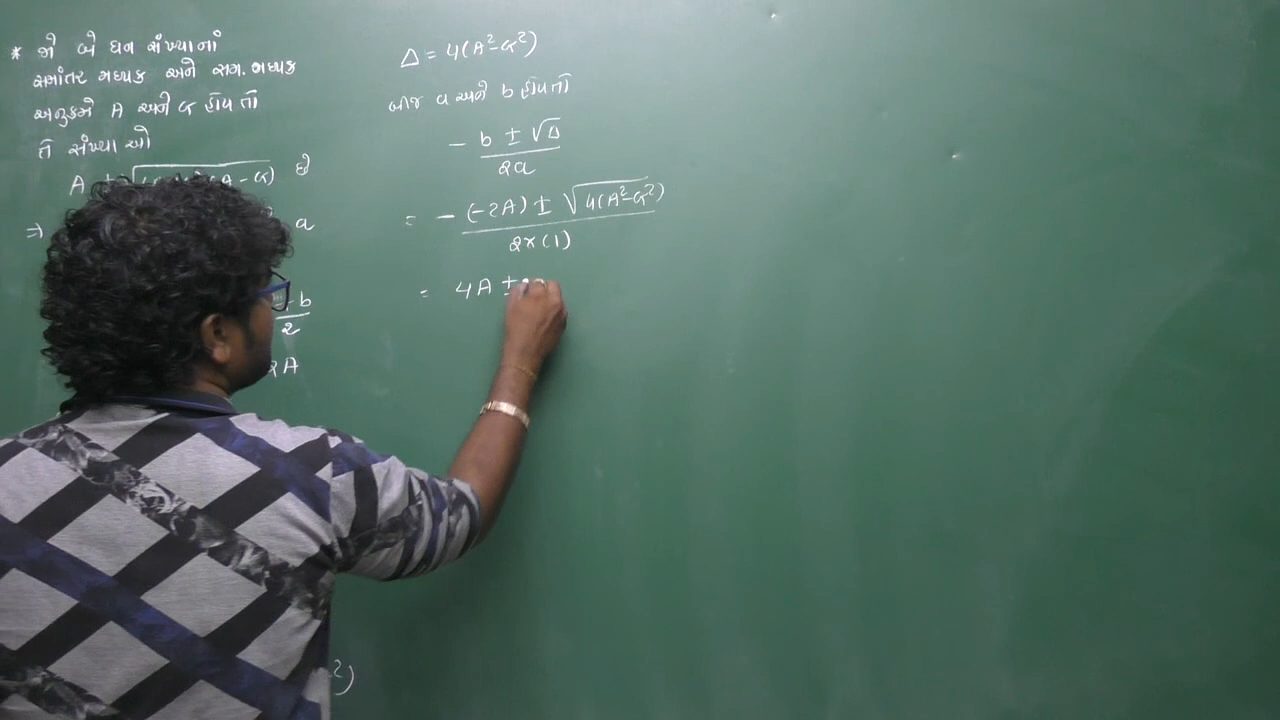 * જો બે ધન સંખ્યાનાં
સમાંતર મધ્યક અને સમ. મધ્યક
અનુક્રમે A અને G હોય તો
તે સંખ્યાઓ
A ± A - G) છે
⇒ a
- b
2
2A
²)
Δ = 4(A² - G²)
બીજ a અને b હોય તો
- b ± √Δ
2a
= - (-2A) ± √4(A² - G²)
2×(1)
= 4A ±